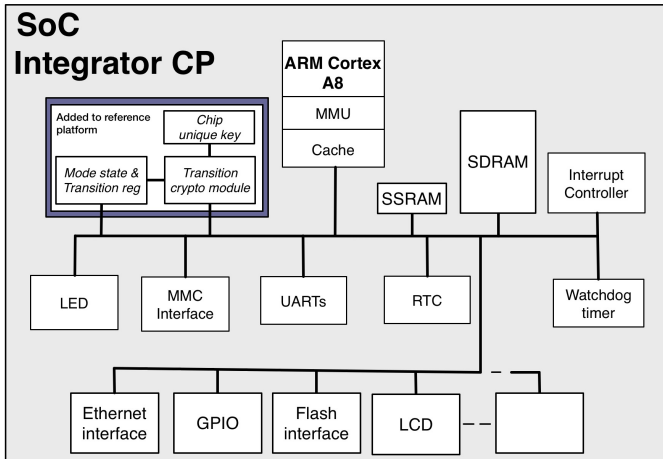 SoC
Integrator CP
Added to reference
platform
Chip
unique key
Mode state &
Transition reg
Transition
crypto module
ARM Cortex
A8
MMU
Cache
SSRAM
SDRAM
Interrupt
Controller
LED
MMC
Interface
UARTs
RTC
Watchdog
timer
Ethernet
interface
GPIO
Flash
interface
LCD